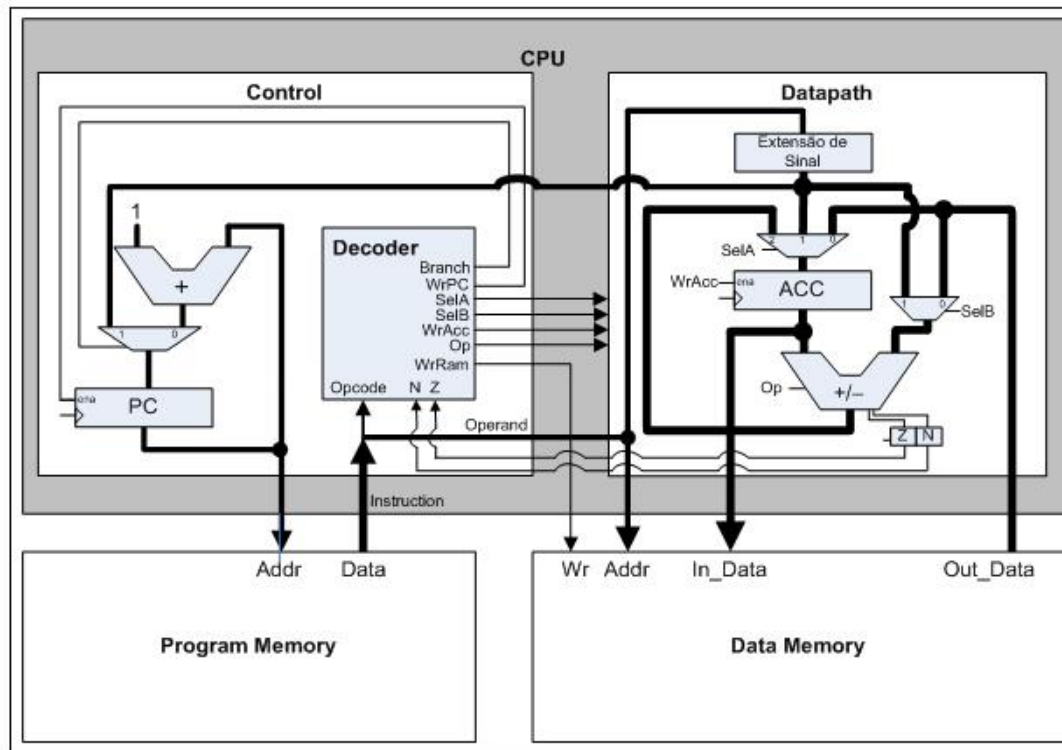 CPU
Control
Datapath
Extensão de
Sinal
1
+
1
0
Decoder
Branch
WrPC
SelA
SelB
WrAcc
Op
WrRam
Opcode
N
Z
ena
PC
Operand
Instruction
2
1
0
SelA
WrAcc
ena
ACC
1
0
SelB
Op
+/−
Z
N
Addr
Data
Program Memory
Wr
Addr
In_Data
Out_Data
Data Memory